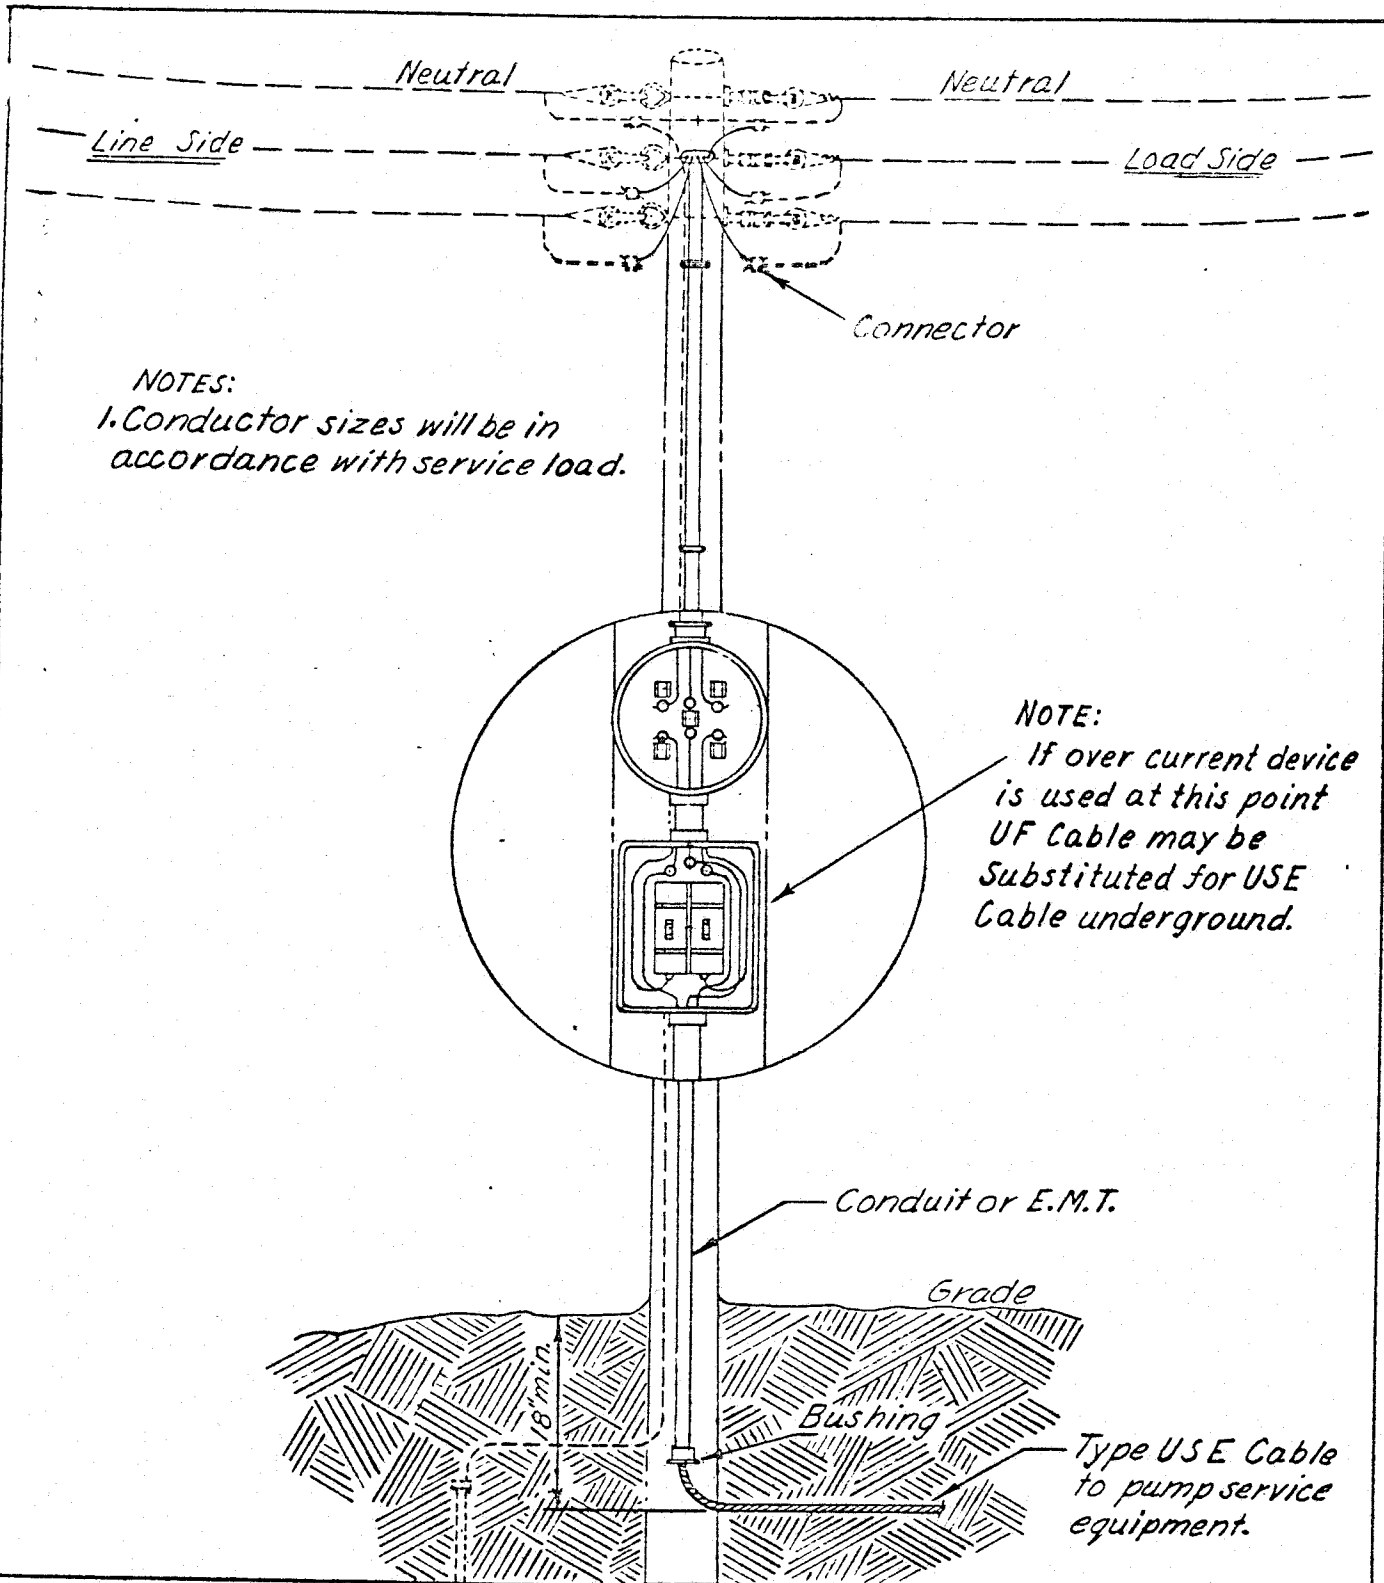 Neutral
Neutral
Line Side
Load Side
Connector
NOTES:
1. Conductor sizes will be in
accordance with service load.
NOTE:
If over current device
is used at this point
UF Cable may be
Substituted for USE
Cable underground.
Conduit or E.M.T.
Grade
18" min.
Bushing
Type USE Cable
to pump service
equipment.